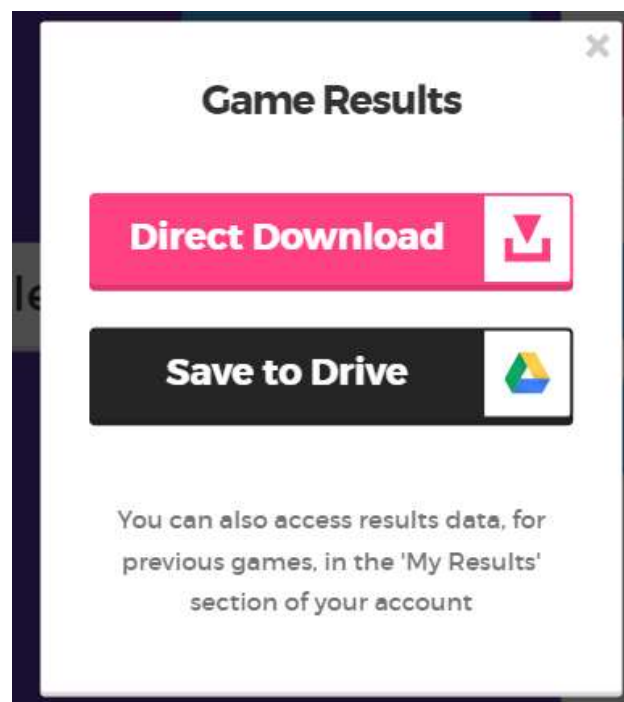 Game Results
Direct Download
le
Save to Drive
You can also access results data, for
previous games, in the 'My Results'
section of your account